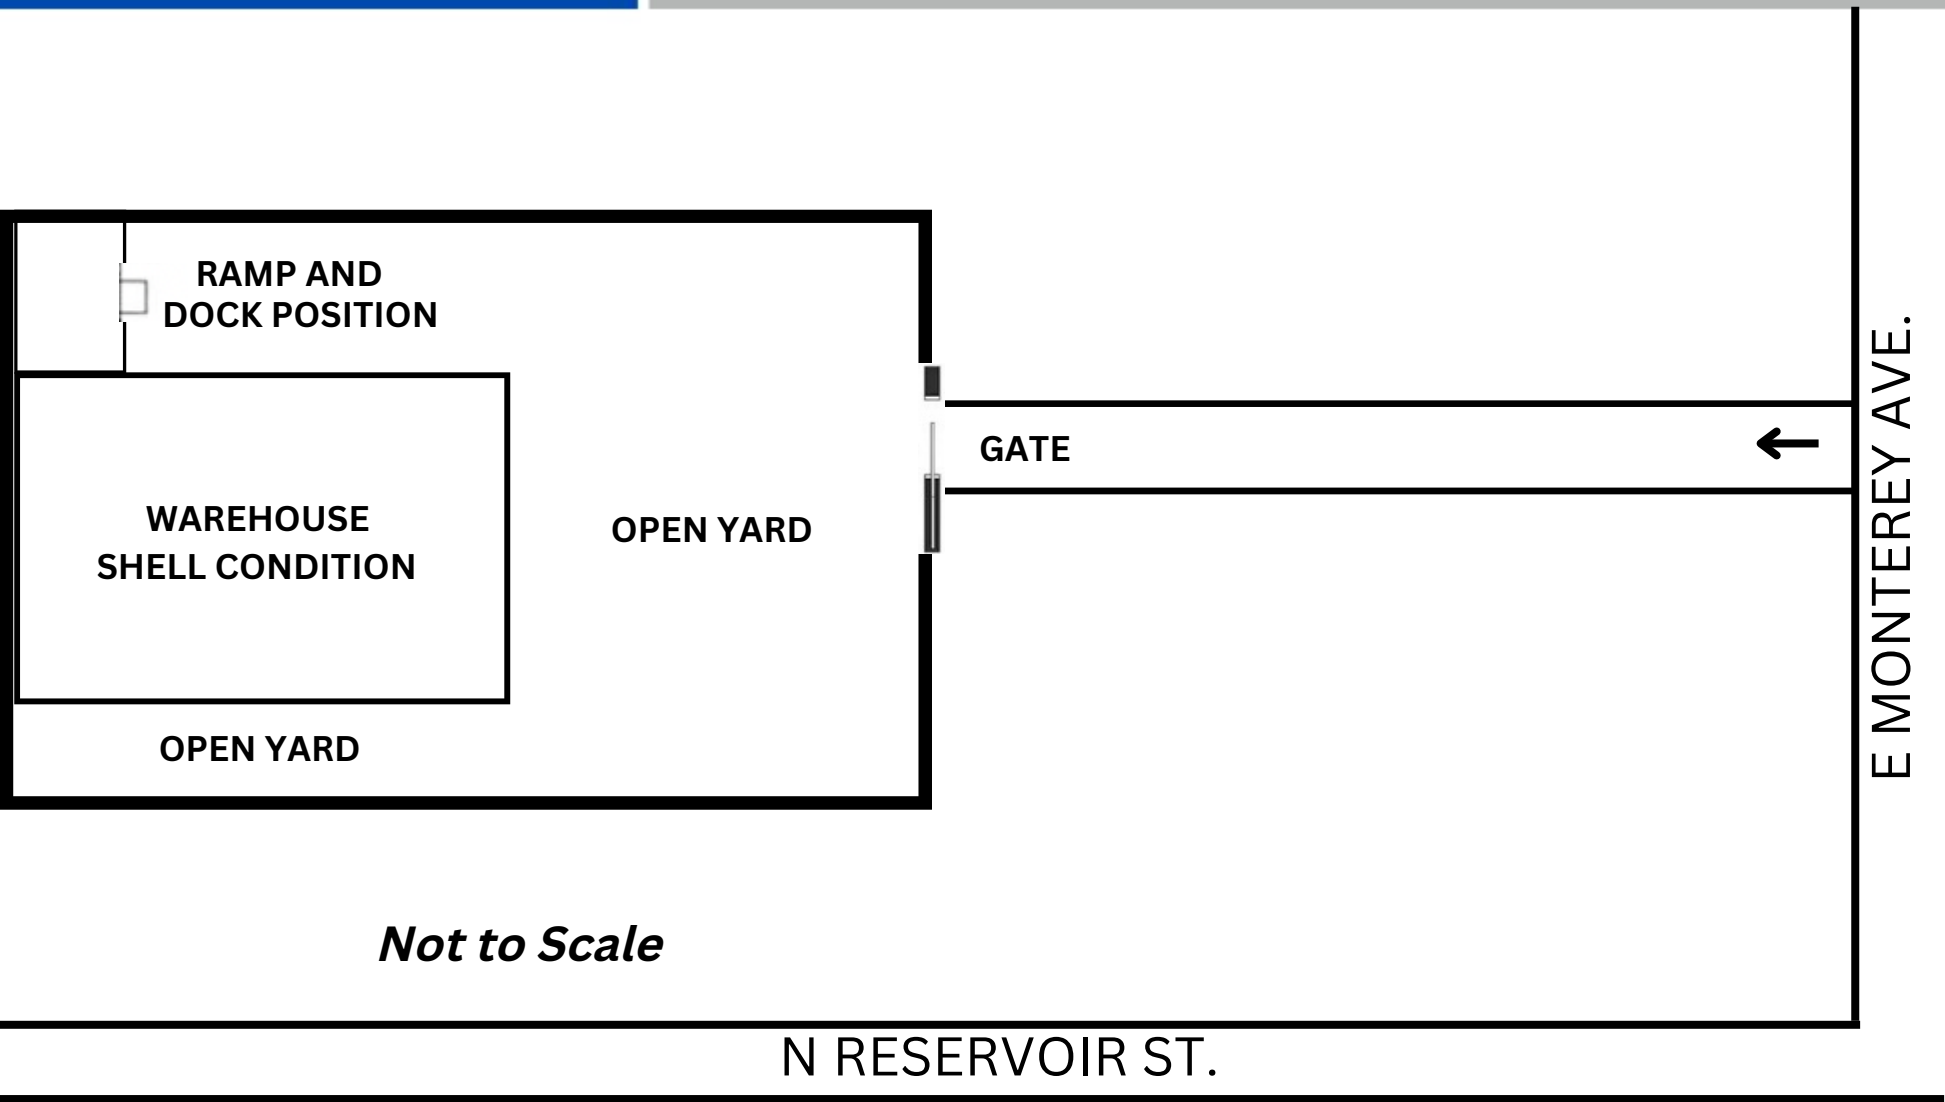 RAMP AND
DOCK POSITION
GATE
WAREHOUSE
SHELL CONDITION
OPEN YARD
OPEN YARD
E MONTEREY AVE.
Not to Scale
N RESERVOIR ST.